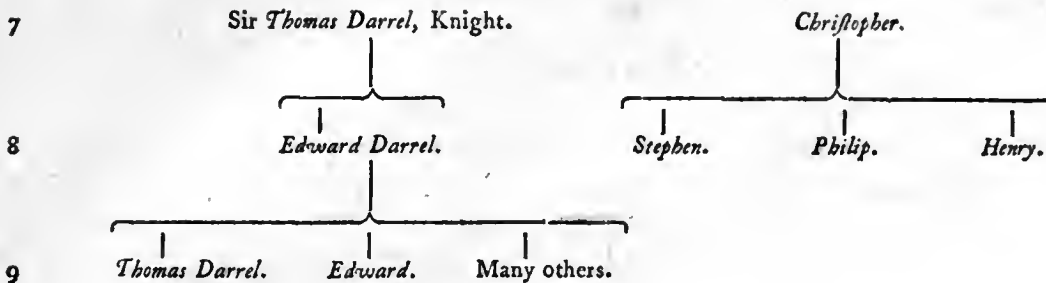 7 Sir Thomas Darrel, Knight. Chriſtopher.
8 Edward Darrel. Stephen. Philip. Henry.
9 Thomas Darrel. Edward. Many others.